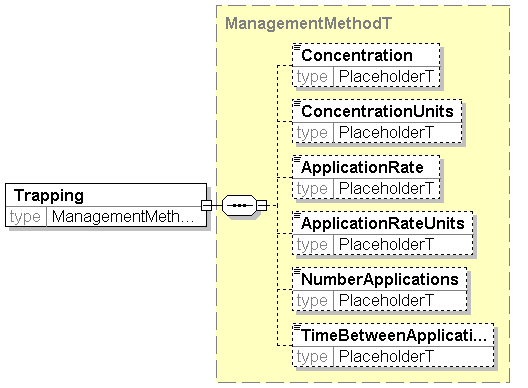 ManagementMethodT
Concentration
type PlaceholderT
ConcentrationUnits
type PlaceholderT
ApplicationRate
type PlaceholderT
Trapping
type ManagementMeth...
ApplicationRateUnits
type PlaceholderT
NumberApplications
type PlaceholderT
TimeBetweenApplicati...
type PlaceholderT